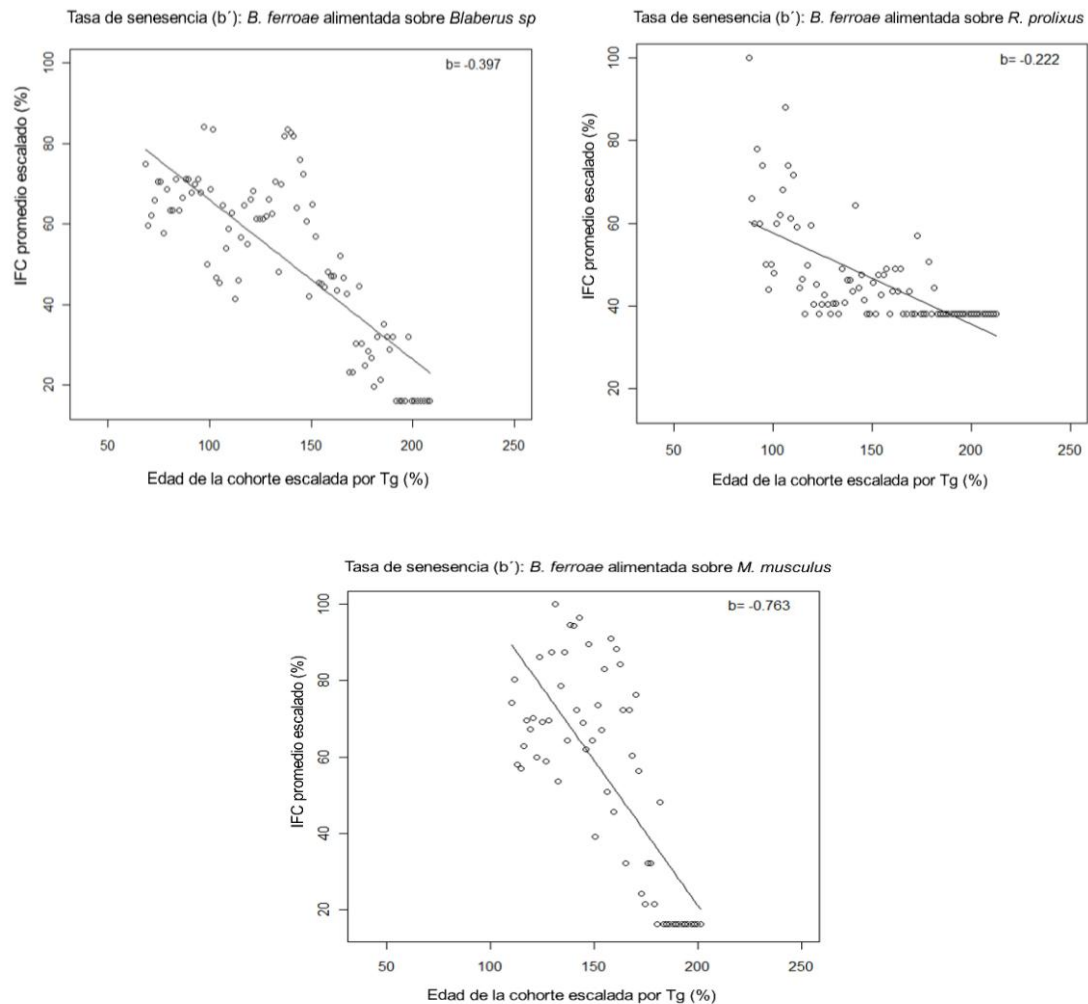 Tasa de senesencia (b´): B. ferroae alimentada sobre Blaberus sp
b= -0.397
IFC promedio escalado (%)
100
80
60
40
20
50
100
150
200
250
Edad de la cohorte escalada por Tg (%)
Tasa de senesencia (b´): B. ferroae alimentada sobre R. prolixus
b= -0.222
IFC promedio escalado (%)
100
80
60
40
20
50
100
150
200
250
Edad de la cohorte escalada por Tg (%)
Tasa de senesencia (b´): B. ferroae alimentada sobre M. musculus
b= -0.763
IFC promedio escalado (%)
100
80
60
40
20
50
100
150
200
250
Edad de la cohorte escalada por Tg (%)